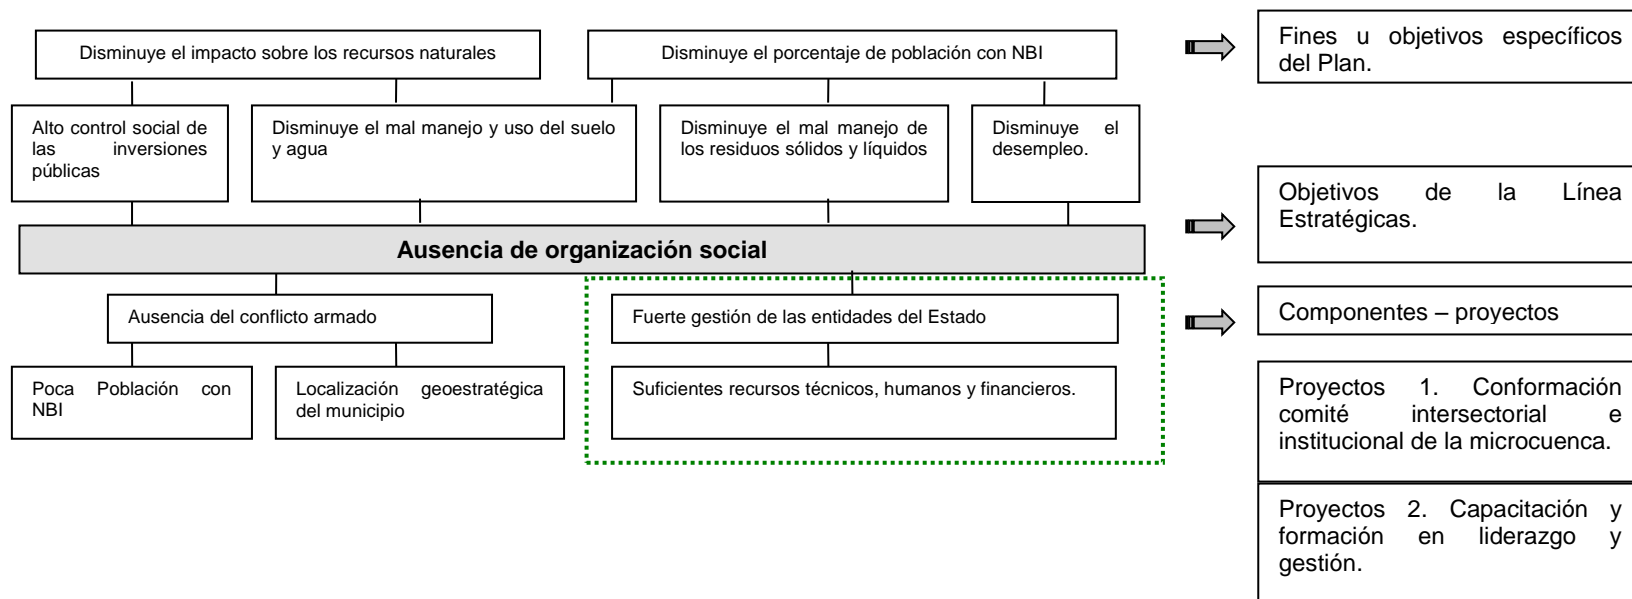 Disminuye el impacto sobre los recursos naturales
Disminuye el porcentaje de población con NBI
Fines u objetivos específicos
del Plan.
Alto control social de
las inversiones
públicas
Disminuye el mal manejo y uso del suelo
y agua
Disminuye el mal manejo de
los residuos sólidos y líquidos
Disminuye el
desempleo.
Objetivos de la Línea
Estratégicas.
Ausencia de organización social
Ausencia del conflicto armado
Fuerte gestión de las entidades del Estado
Componentes – proyectos
Poca Población con
NBI
Localización geoestratégica
del municipio
Suficientes recursos técnicos, humanos y financieros.
Proyectos 1. Conformación
comité intersectorial e
institucional de la microcuenca.
Proyectos 2. Capacitación y
formación en liderazgo y
gestión.